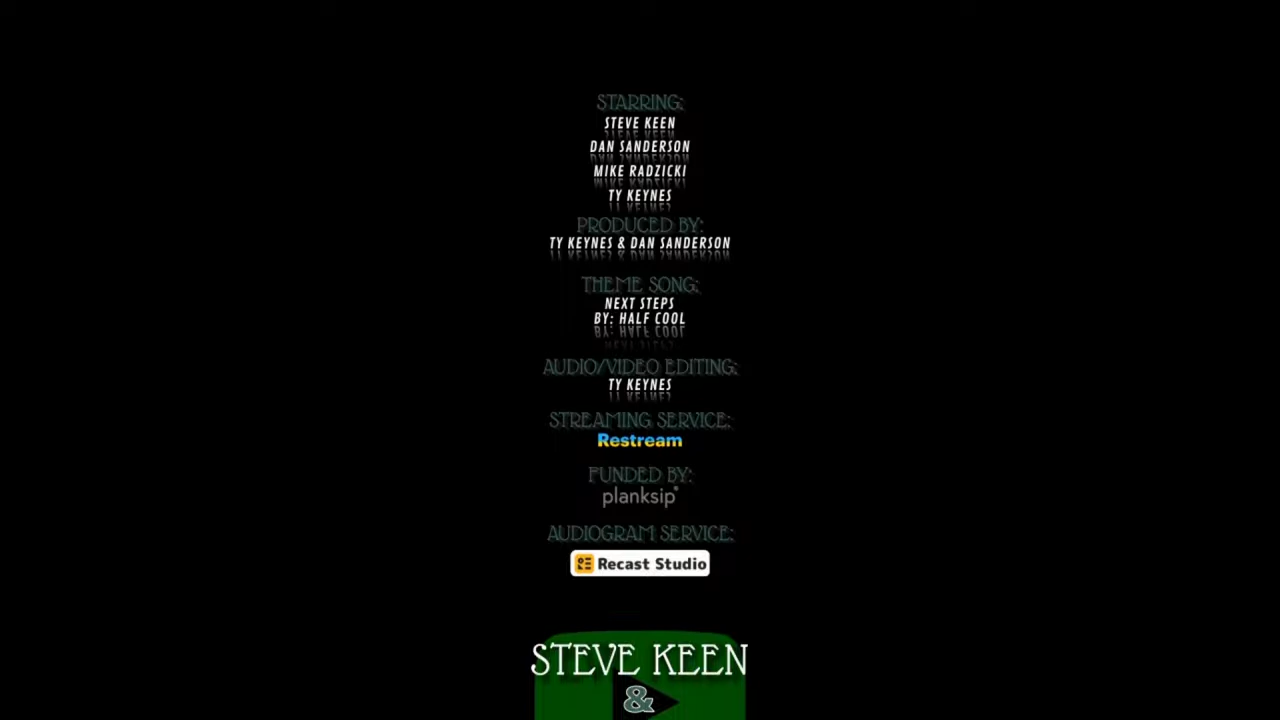 STARRING:
STEVE KEEN
DAN SANDERSON
MIKE RADZICKI
TY KEYNES
PRODUCED BY:
TY KEYNES & DAN SANDERSON
THEME SONG:
NEXT STEPS
BY: HALF COOL
AUDIO/VIDEO EDITING:
TY KEYNES
STREAMING SERVICE:
Restream
FUNDED BY:
planksip®
AUDIOGRAM SERVICE:
Recast Studio
STEVE KEEN
&